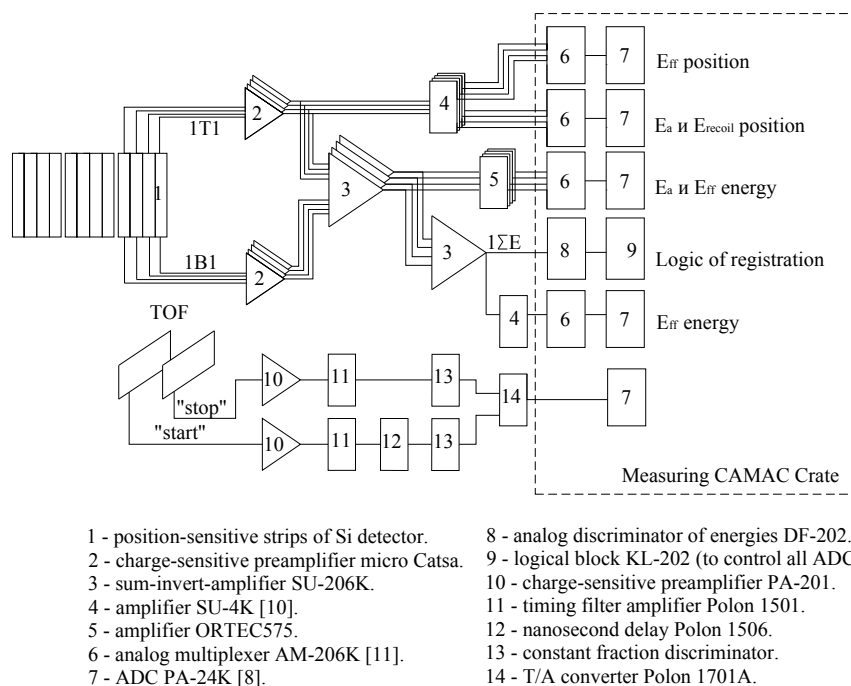 6
7
Eff position
4
2
1T1
6
7
Ea и Erecoil position
1
3
5
6
7
Ea и Eff energy
1ΣE
3
8
9
Logic of registration
1B1
2
4
6
7
Eff energy
TOF
10
11
13
14
7
"stop"
"start"
10
11
12
13
Measuring CAMAC Crate
1 - position-sensitive strips of Si detector.
2 - charge-sensitive preamplifier micro Catsa.
3 - sum-invert-amplifier SU-206K.
4 - amplifier SU-4K [10].
5 - amplifier ORTEC575.
6 - analog multiplexer AM-206K [11].
7 - ADC PA-24K [8].
8 - analog discriminator of energies DF-202.
9 - logical block KL-202 (to control all ADC
10 - charge-sensitive preamplifier PA-201.
11 - timing filter amplifier Polon 1501.
12 - nanosecond delay Polon 1506.
13 - constant fraction discriminator.
14 - T/A converter Polon 1701A.